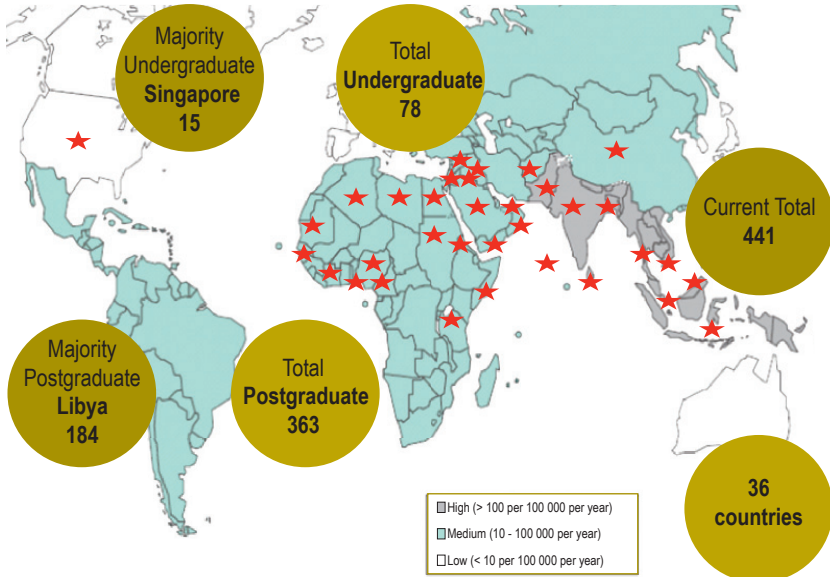 Majority
Undergraduate
Singapore
15
Total
Undergraduate
78
Current Total
441
Majority
Postgraduate
Libya
184
Total
Postgraduate
363
36
countries
High (> 100 per 100 000 per year)
Medium (10 - 100 000 per year)
Low (< 10 per 100 000 per year)